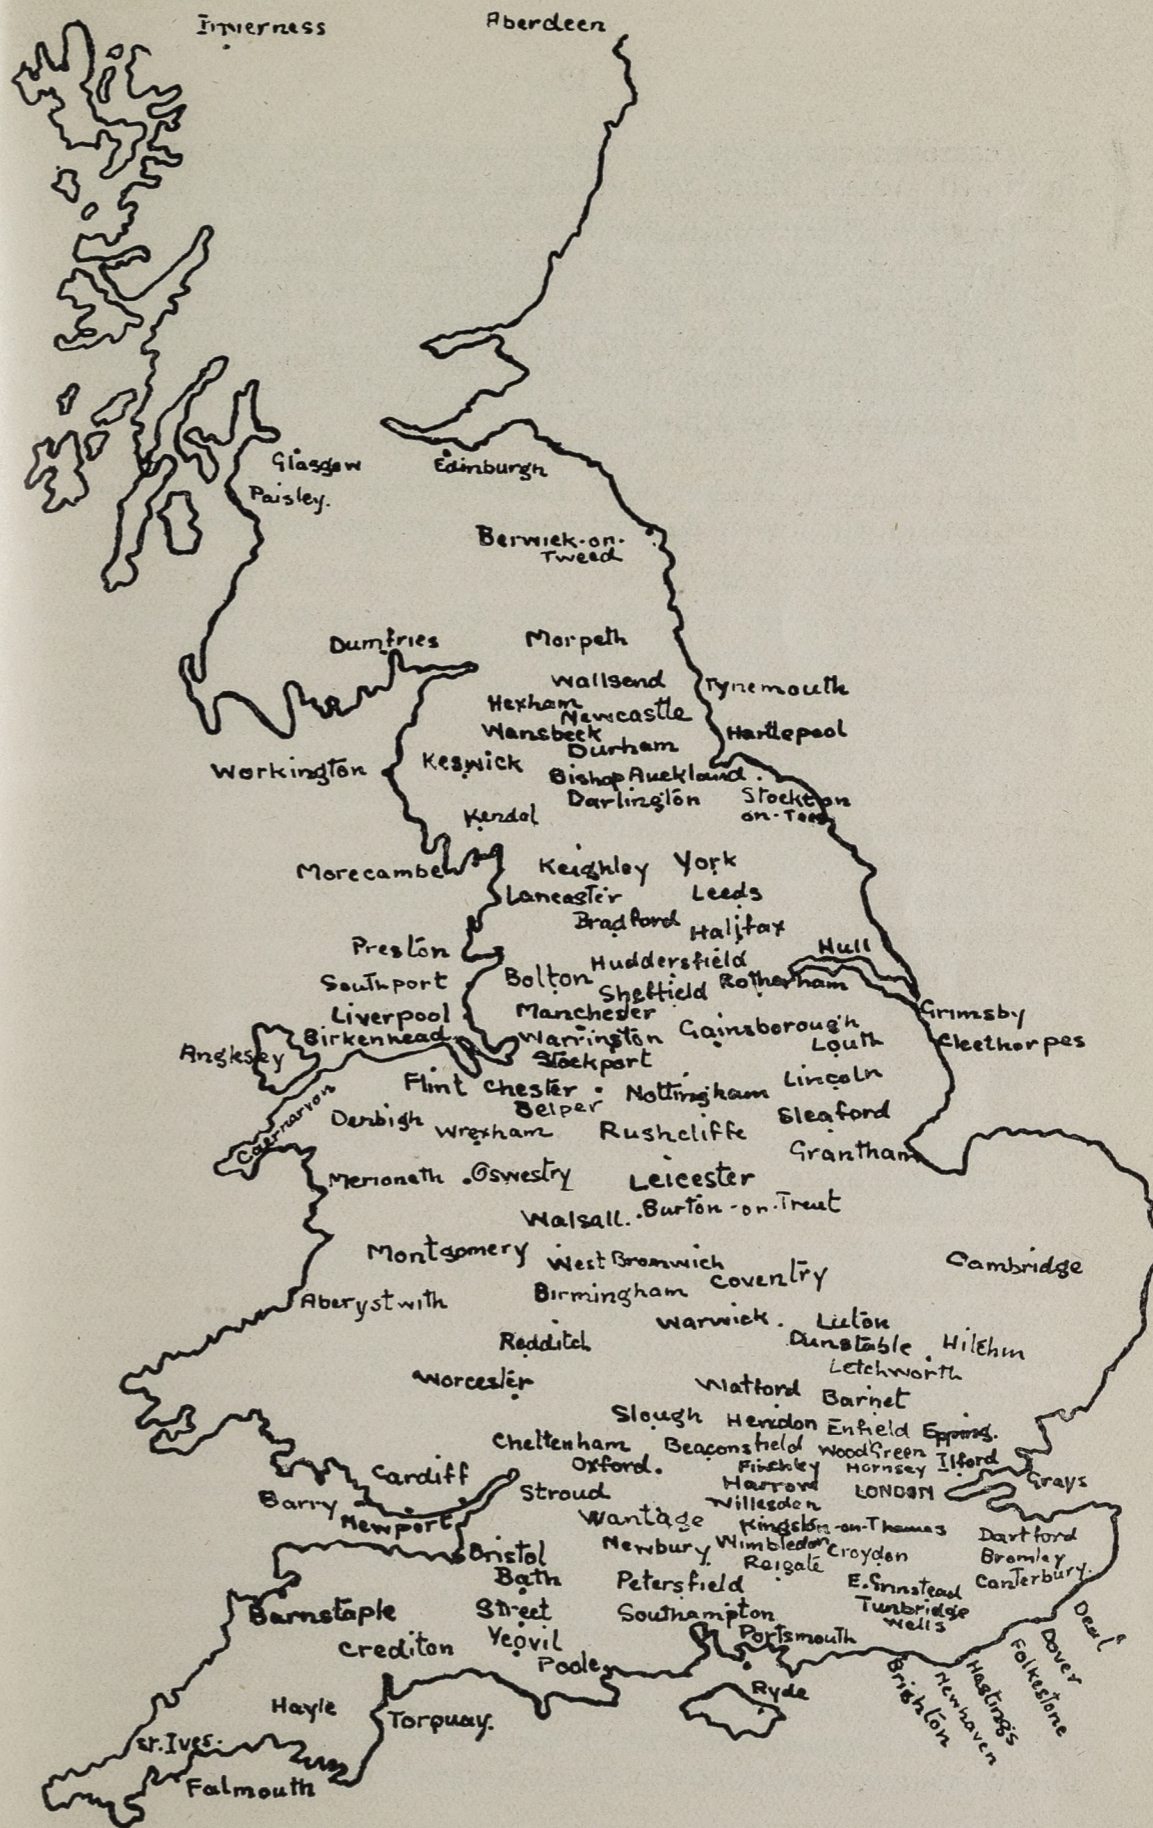 Inverness
Aberdeen
Glasgow
Edinburgh
Paisley.
Berwick-on-
Tweed
Dumfries
Morpeth
Wallsend
Tynemouth
Hexham
Newcastle
Wansbeck
Hartlepool
Durham
Workington
Keswick
Bishop Auckland.
Darlington
Stockton
on-Tees
Kendal
Morecambe
Keighley
York
Lancaster
Leeds
Bradford
Halifax
Preston
Huddersfield
Hull
Southport
Bolton
Sheffield
Rotherham
Liverpool
Manchester
Grimsby
Birkenhead
Warrington
Gainsborough
Anglesey
Stockport
Louth
Cleethorpes
Flint
Chester
Nottingham
Lincoln
Caernarvon
Denbigh
Belper
Sleaford
Wrexham
Rushcliffe
Grantham
Merioneth
Oswestry
Leicester
Walsall.
Burton-on-Trent
Montgomery
West Bromwich
Coventry
Cambridge
Aberystwith
Birmingham
Warwick.
Luton
Redditch
Dunstable
Hitchin
Letchworth
Worcester
Watford
Barnet
Slough
Hendon
Enfield
Epping.
Cheltenham
Beaconsfield
Wood Green
Oxford.
Finchley
Hornsey
Ilford
Cardiff
Harrow
LONDON
Grays
Barry
Stroud
Willesden
Newport
Wantage
Kingston-on-Thames
Dartford
Bristol
Newbury
Wimbledon
Croydon
Bromley
Bath
Reigate
Canterbury.
Petersfield
E. Grinstead
Barnstaple
Street
Southampton
Tunbridge
Wells
Deal
Crediton
Yeovil
Portsmouth
Dover
Poole
Folkestone
Hayle
Torquay.
Ryde
Brighton
Newhaven
Hastings
St. Ives.
Falmouth